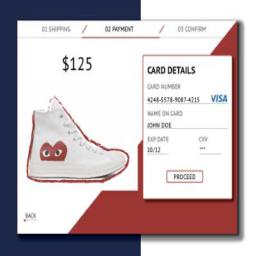 01 SHIPPING / 02 PAYMENT / 03 CONFIRM
$125
CARD DETAILS
CARD NUMBER
4248-5578-9087-4215 VISA
NAME ON CARD
JOHN DOE
EXP DATE CVV
10/12 ***
PROCEED
BACK